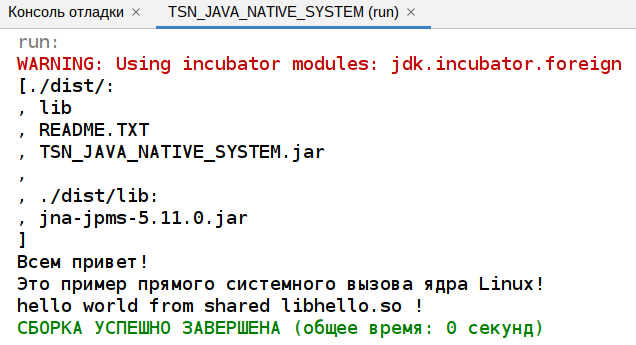 Консоль отладки × TSN_JAVA_NATIVE_SYSTEM (run) ×
run:
WARNING: Using incubator modules: jdk.incubator.foreign
[./dist/:
, lib
, README.TXT
, TSN_JAVA_NATIVE_SYSTEM.jar
,
, ./dist/lib:
, jna-jpms-5.11.0.jar
]
Всем привет!
Это пример прямого системного вызова ядра Linux!
hello world from shared libhello.so !
СБОРКА УСПЕШНО ЗАВЕРШЕНА (общее время: 0 секунд)